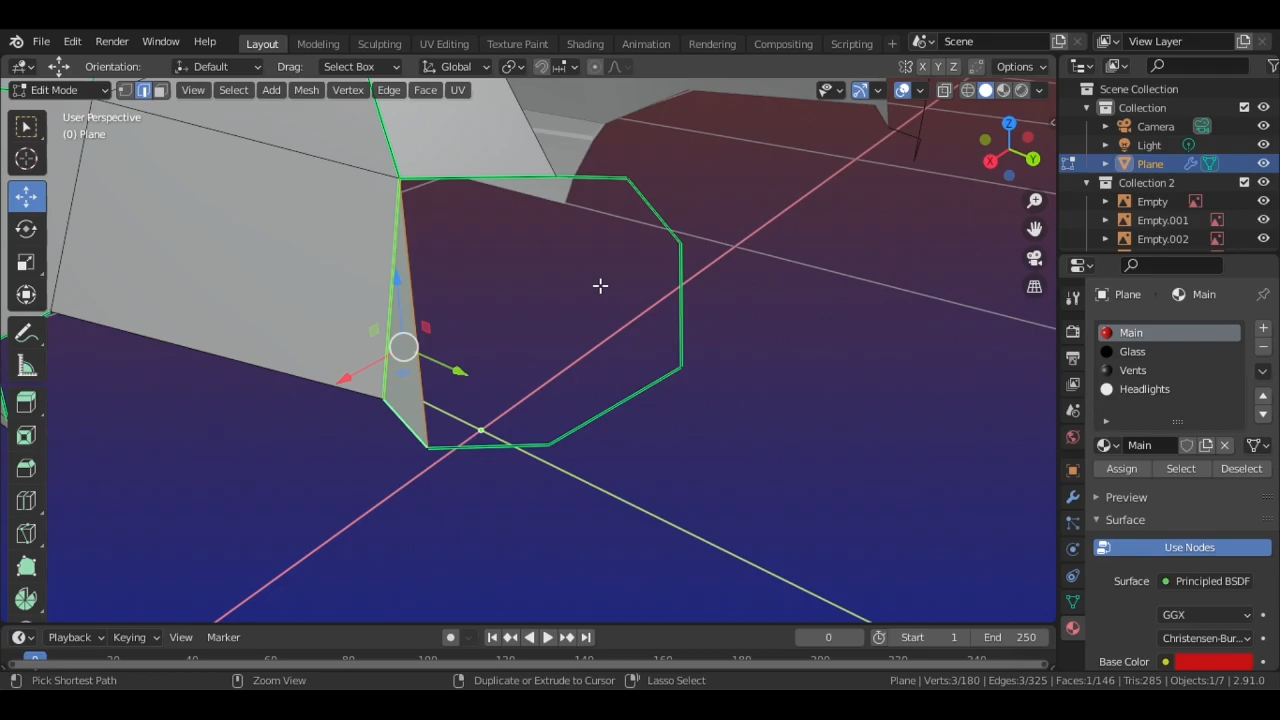 File Edit Render Window Help Layout Modeling Sculpting UV Editing Texture Paint Shading Animation Rendering Compositing Scripting + Scene View Layer
Orientation: Default Drag: Select Box Global X Y Z Options
Edit Mode View Select Add Mesh Vertex Edge Face UV
User Perspective
(0) Plane
Z
Y
X
Scene Collection
Collection
Camera
Light
Plane
Collection 2
Empty
Empty.001
Empty.002
Plane Main
Main
Glass
Vents
Headlights
Main
Assign Select Deselect
Preview
Surface
Use Nodes
Surface Principled BSDF
GGX
Christensen-Bur...
Base Color
Playback Keying View Marker 0 Start 1 End 250
0
Pick Shortest Path Zoom View Duplicate or Extrude to Cursor Lasso Select Plane | Verts:3/180 | Edges:3/325 | Faces:1/146 | Tris:285 | Objects:1/7 | 2.91.0